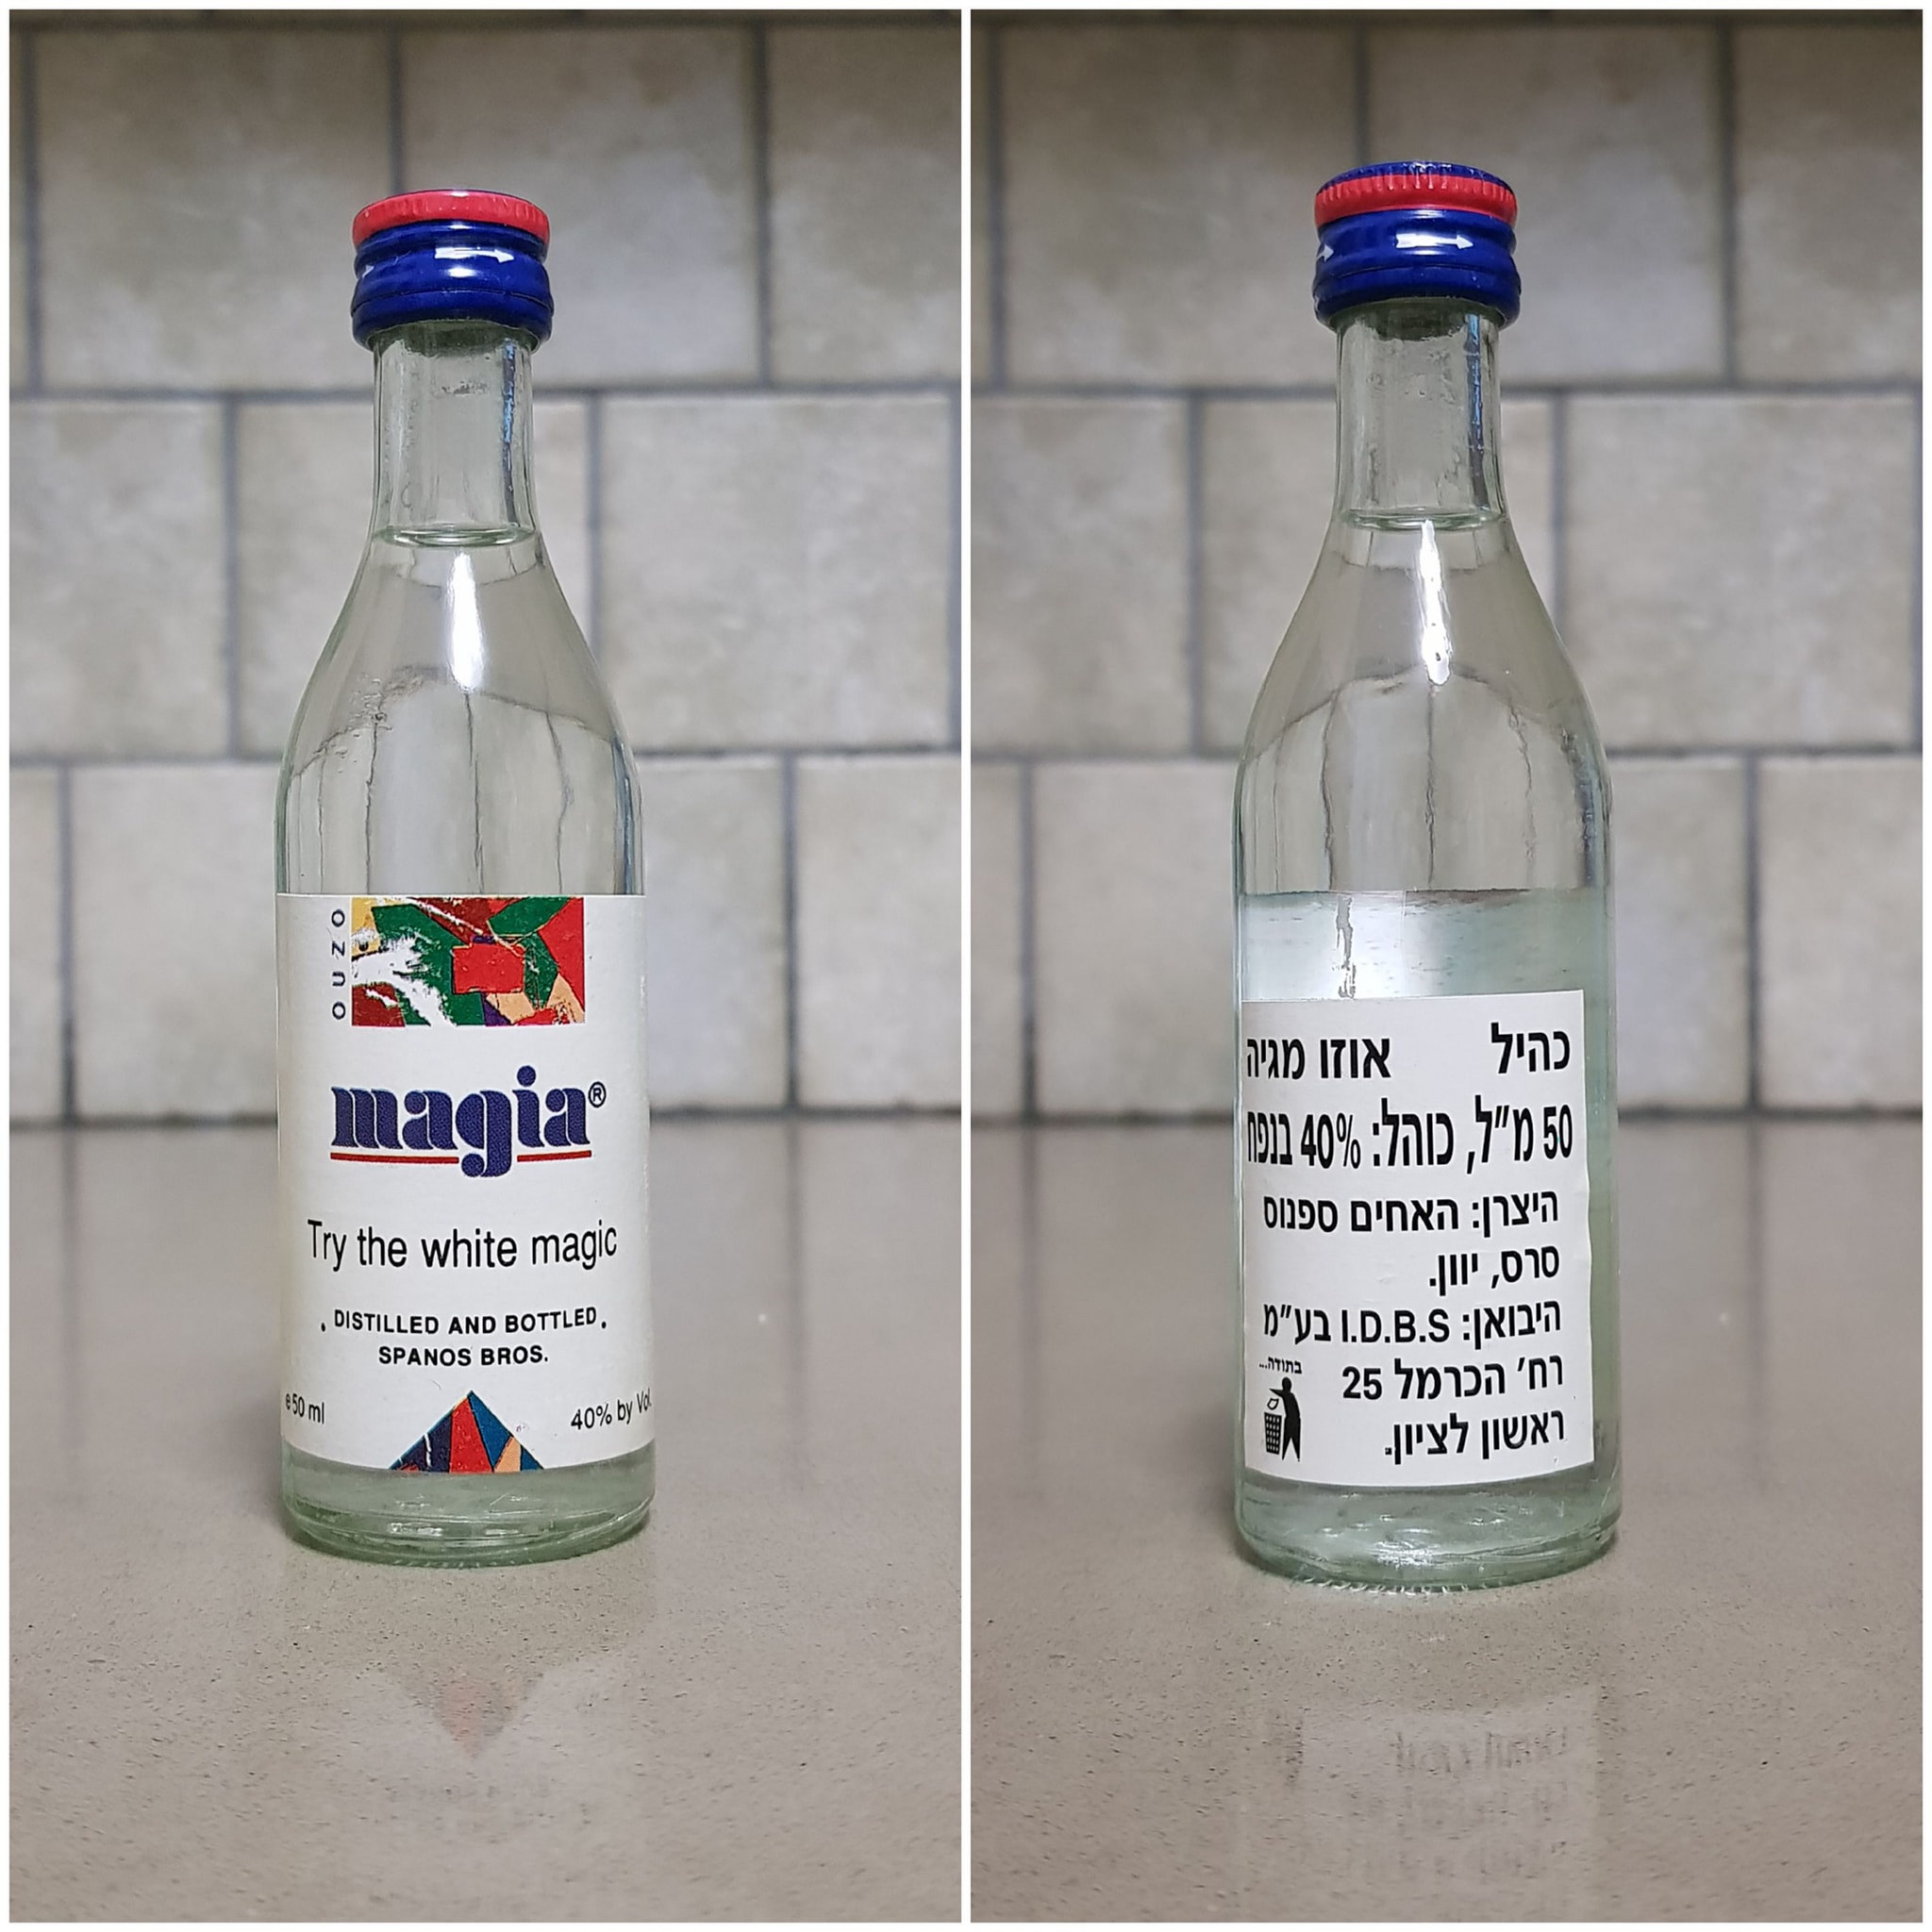 OUZO
magia®
Try the white magic
. DISTILLED AND BOTTLED .
SPANOS BROS.
e 50 ml
40% by Vol.
כהיל אוזו מגיה
50 מ״ל, כוהל: 40% בנפח
היצרן: האחים ספנוס
סרס, יוון.
היבואן: I.D.B.S בע״מ
רח׳ הכרמל 25
ראשון לציון.
בתודה...